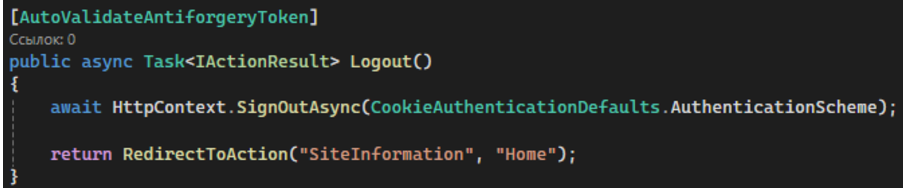 [AutoValidateAntiforgeryToken]
Ссылок: 0
public async Task<IActionResult> Logout()
{
await HttpContext.SignOutAsync(CookieAuthenticationDefaults.AuthenticationScheme);
return RedirectToAction("SiteInformation", "Home");
}